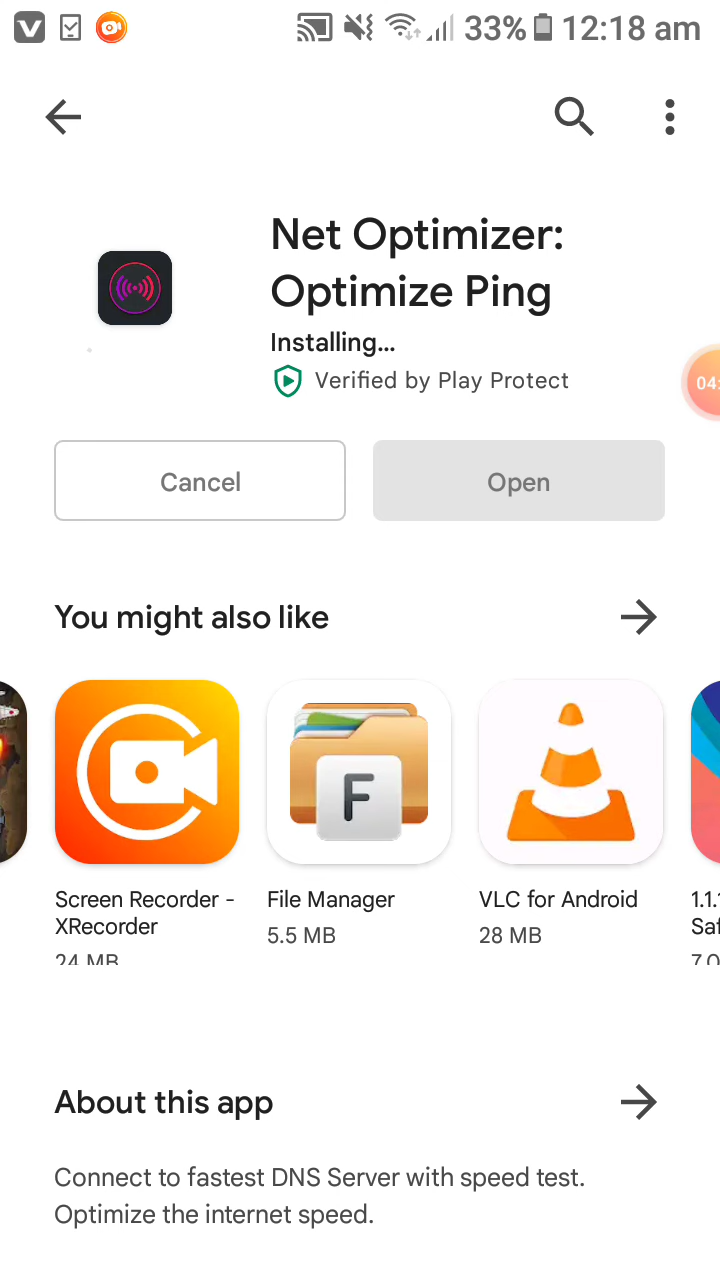 33% 12:18 am
Net Optimizer:
Optimize Ping
Installing...
Verified by Play Protect
04:
Cancel
Open
You might also like
F
Screen Recorder -
XRecorder
24 MB
File Manager
5.5 MB
VLC for Android
28 MB
1.1.1
Saf
7.0
About this app
Connect to fastest DNS Server with speed test.
Optimize the internet speed.